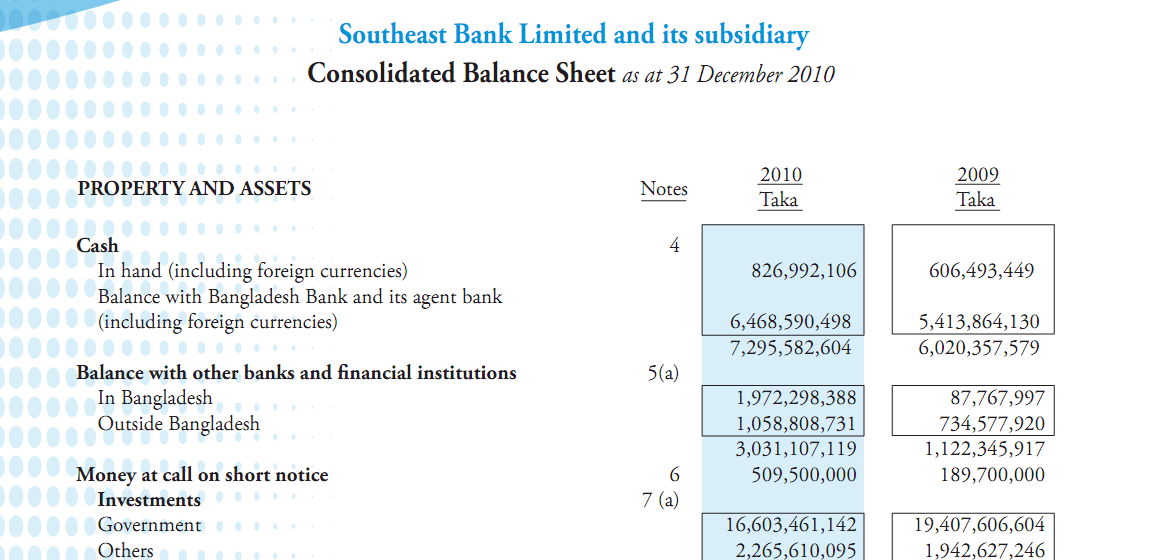 Southeast Bank Limited and its subsidiary
Consolidated Balance Sheet as at 31 December 2010
PROPERTY AND ASSETS Notes 2010 Taka 2009 Taka
Cash 4
In hand (including foreign currencies) 826,992,106 606,493,449
Balance with Bangladesh Bank and its agent bank
(including foreign currencies) 6,468,590,498 5,413,864,130
7,295,582,604 6,020,357,579
Balance with other banks and financial institutions 5(a)
In Bangladesh 1,972,298,388 87,767,997
Outside Bangladesh 1,058,808,731 734,577,920
3,031,107,119 1,122,345,917
Money at call on short notice 6 509,500,000 189,700,000
Investments 7 (a)
Government 16,603,461,142 19,407,606,604
Others 2,265,610,095 1,942,627,246